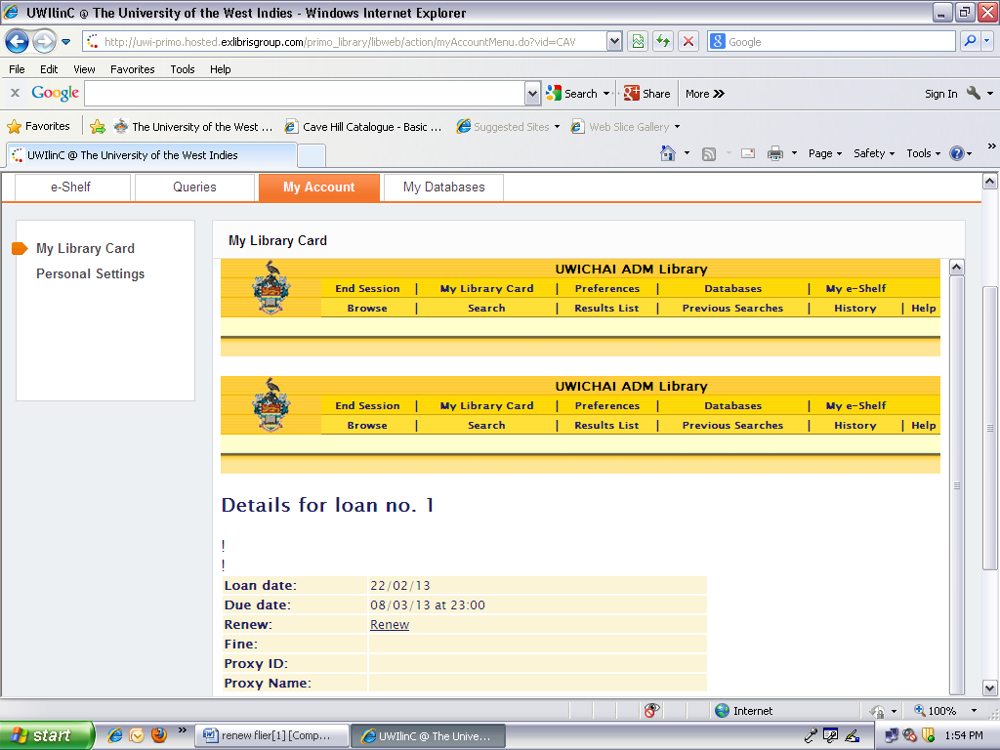 UWIlinC @ The University of the West Indies - Windows Internet Explorer
http://uwi-primo.hosted.exlibrisgroup.com/primo_library/libweb/action/myAccountMenu.do?vid=CAV
Google
File Edit View Favorites Tools Help
x Google Search Share More »» Sign In
Favorites The University of the West ... Cave Hill Catalogue - Basic ... Suggested Sites Web Slice Gallery
UWIlinC @ The University of the West Indies Page Safety Tools »
e-Shelf Queries My Account My Databases
My Library Card
Personal Settings
My Library Card
UWICHAI ADM Library
End Session | My Library Card | Preferences | Databases | My e-Shelf
Browse | Search | Results List | Previous Searches | History | Help
UWICHAI ADM Library
End Session | My Library Card | Preferences | Databases | My e-Shelf
Browse | Search | Results List | Previous Searches | History | Help
Details for loan no. 1
!
!
Loan date: 22/02/13
Due date: 08/03/13 at 23:00
Renew: Renew
Fine:
Proxy ID:
Proxy Name:
Internet 100%
start » renew flier[1] [Comp... UWIlinC @ The Unive... 1:54 PM